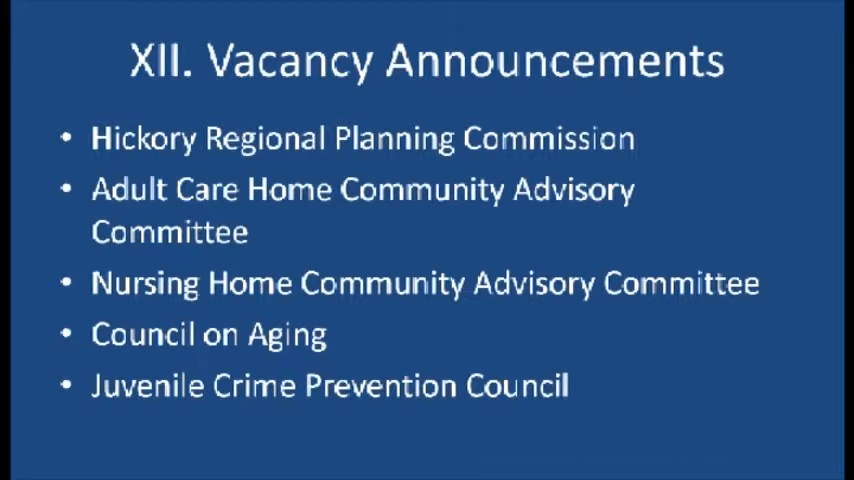 XII. Vacancy Announcements
• Hickory Regional Planning Commission
• Adult Care Home Community Advisory
Committee
• Nursing Home Community Advisory Committee
• Council on Aging
• Juvenile Crime Prevention Council